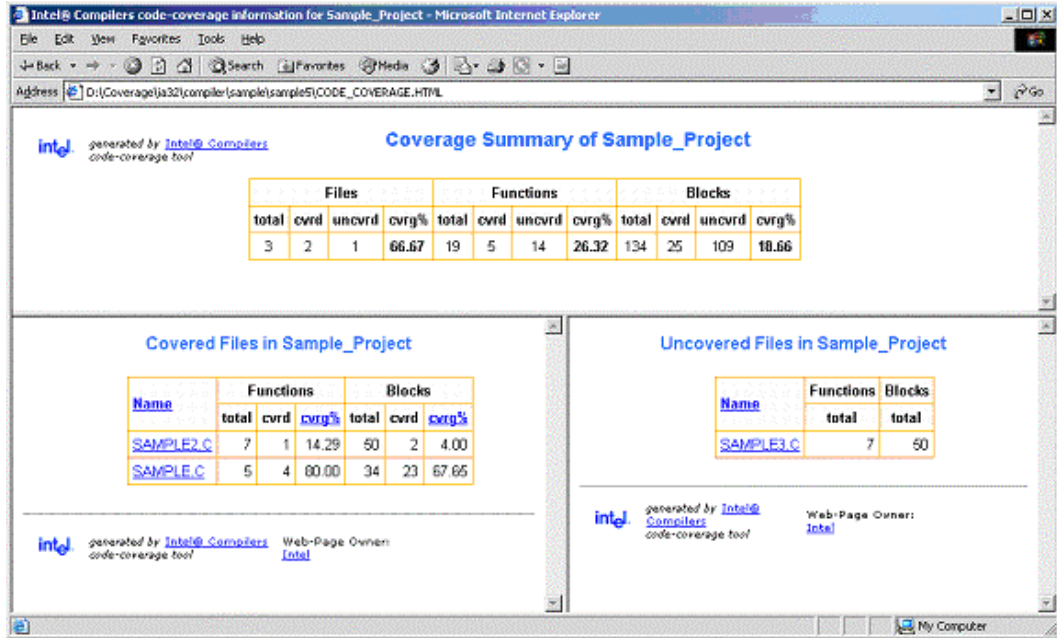 Intel® Compilers code-coverage information for Sample_Project - Microsoft Internet Explorer
File Edit View Favorites Tools Help
Back Search Favorites Media
Address D:\Coverage\ia32\compiler\sample\sample5\CODE_COVERAGE.HTML Go
intel. generated by Intel® Compilers
code-coverage tool
Coverage Summary of Sample_Project
Files Functions Blocks
total cvrd uncvrd cvrg% total cvrd uncvrd cvrg% total cvrd uncvrd cvrg%
3 2 1 66.67 19 5 14 26.32 134 25 109 18.66
Covered Files in Sample_Project
Name Functions Blocks
total cvrd cvrg% total cvrd cvrg%
SAMPLE2.C 7 1 14.29 50 2 4.00
SAMPLE.C 5 4 80.00 34 23 67.65
intel. generated by Intel® Compilers
code-coverage tool
Web-Page Owner:
Intel
Uncovered Files in Sample_Project
Name Functions Blocks
total total
SAMPLE3.C 7 50
intel. generated by Intel®
Compilers
code-coverage tool
Web-Page Owner:
Intel
My Computer